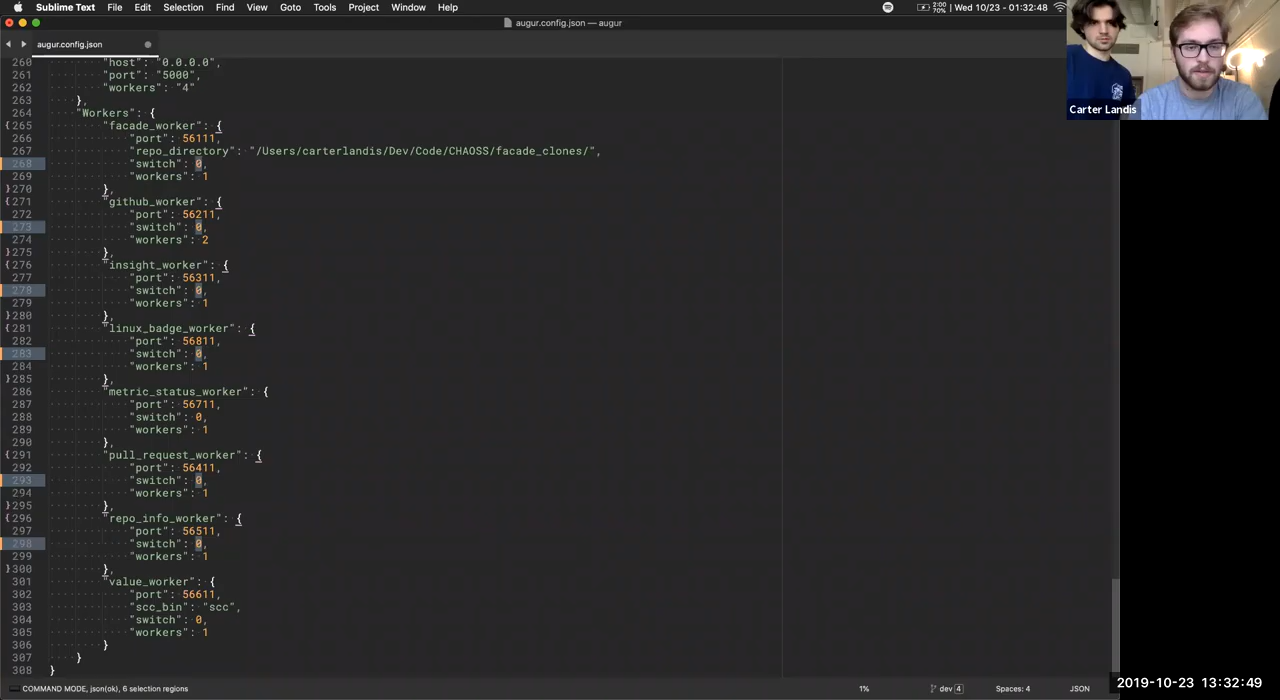 Sublime Text File Edit Selection Find View Goto Tools Project Window Help 2:00 70% Wed 10/23 - 01:32:48
augur.config.json — augur
augur.config.json
260 "host": "0.0.0.0",
261 "port": "5000",
262 "workers": "4"
263 },
264 "Workers": {
{265 "facade_worker": {
266 "port": 56111,
267 "repo_directory": "/Users/carterlandis/Dev/Code/CHAOSS/facade_clones/",
268 "switch": 0,
269 "workers": 1
}270 },
{271 "github_worker": {
272 "port": 56211,
273 "switch": 0,
274 "workers": 2
}275 },
{276 "insight_worker": {
277 "port": 56311,
278 "switch": 0,
279 "workers": 1
}280 },
{281 "linux_badge_worker": {
282 "port": 56811,
283 "switch": 0,
284 "workers": 1
}285 },
286 "metric_status_worker": {
287 "port": 56711,
288 "switch": 0,
289 "workers": 1
290 },
{291 "pull_request_worker": {
292 "port": 56411,
293 "switch": 0,
294 "workers": 1
}295 },
{296 "repo_info_worker": {
297 "port": 56511,
298 "switch": 0,
299 "workers": 1
}300 },
301 "value_worker": {
302 "port": 56611,
303 "scc_bin": "scc",
304 "switch": 0,
305 "workers": 1
306 }
307 }
308 }
COMMAND MODE, json(ok), 6 selection regions 1% dev 4 Spaces: 4 JSON
Carter Landis
2019-10-23 13:32:49